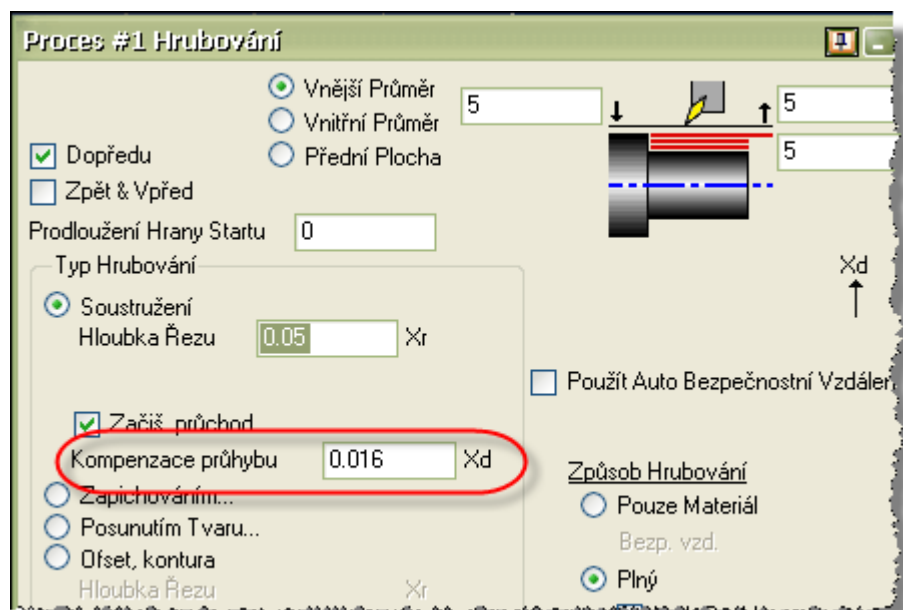 Proces #1 Hrubování
Vnější Průměr
5
5
Vnitřní Průměr
Dopředu
Přední Plocha
5
Zpět & Vpřed
Prodloužení Hrany Startu 0
Typ Hrubování
Xd
Soustružení
Hloubka Řezu 0.05 Xr
Použít Auto Bezpečnostní Vzdálen
Začiš. průchod
Kompenzace průhybu 0.016 Xd
Způsob Hrubování
Zapichováním...
Pouze Materiál
Posunutím Tvaru...
Bezp. vzd.
Ofset, kontura
Plný
Hloubka Řezu Xr